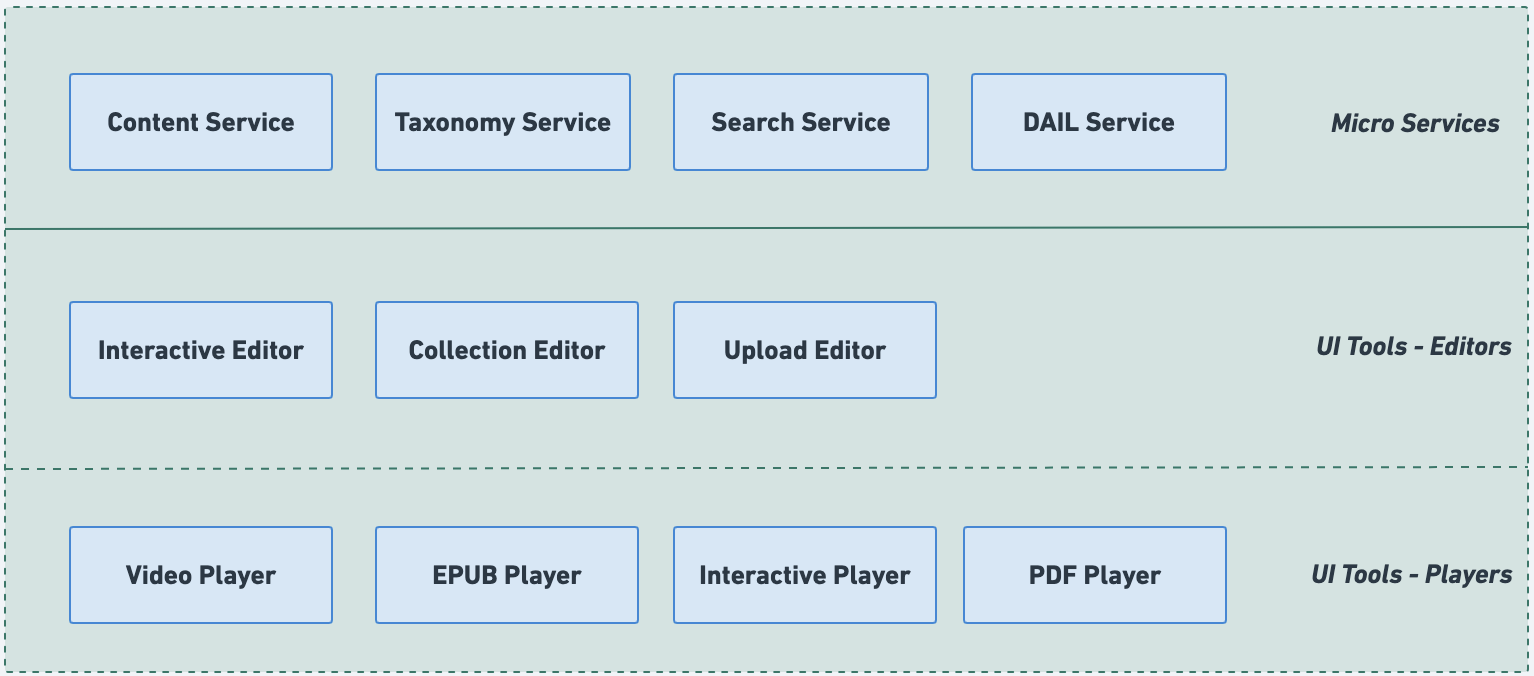 Content Service
Taxonomy Service
Search Service
DAIL Service
Micro Services
Interactive Editor
Collection Editor
Upload Editor
UI Tools - Editors
Video Player
EPUB Player
Interactive Player
PDF Player
UI Tools - Players